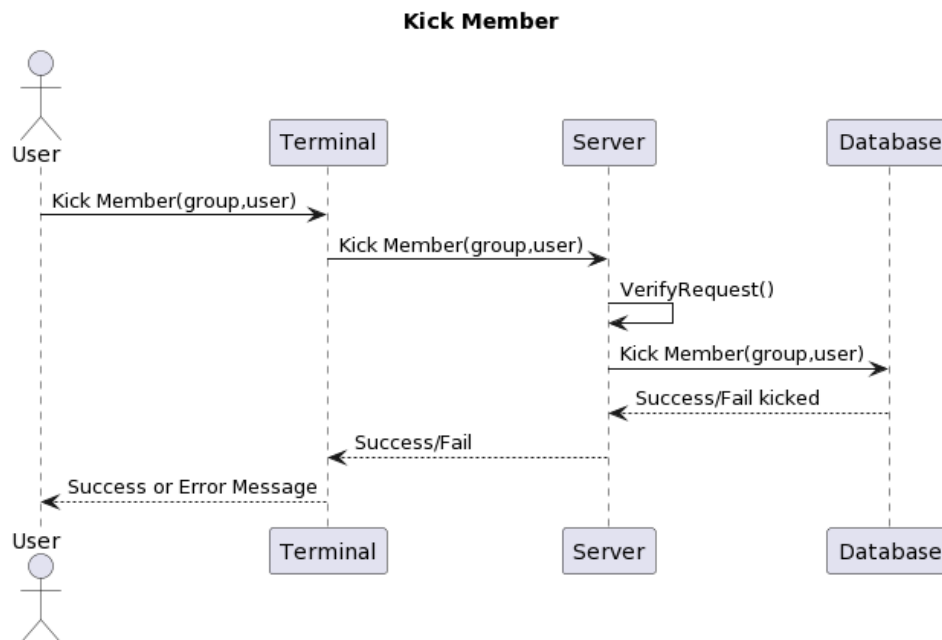 Kick Member
User
Terminal
Server
Database
Kick Member(group,user)
Kick Member(group,user)
VerifyRequest()
Kick Member(group,user)
Success/Fail kicked
Success/Fail
Success or Error Message
User
Terminal
Server
Database